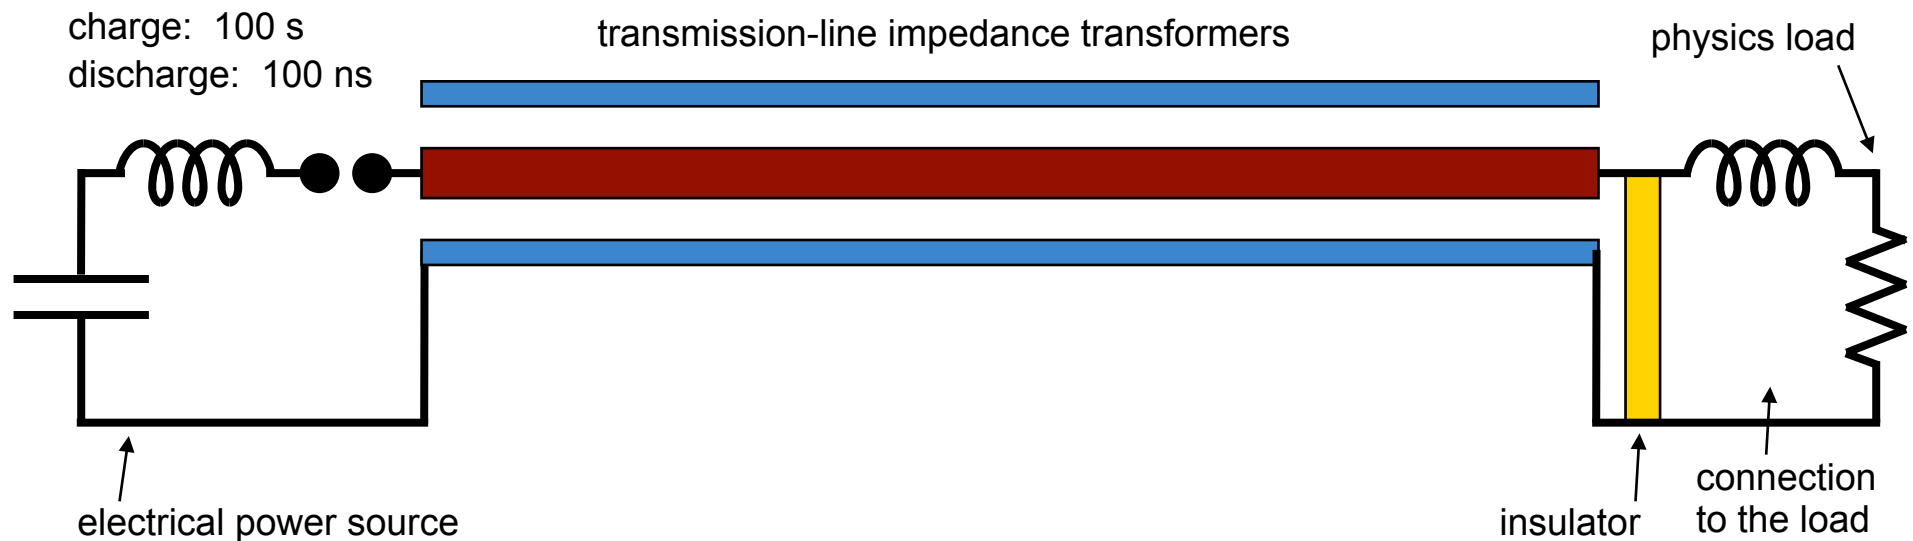 charge:  100 s
discharge:  100 ns
transmission-line impedance transformers
physics load
electrical power source
insulator
connection
to the load